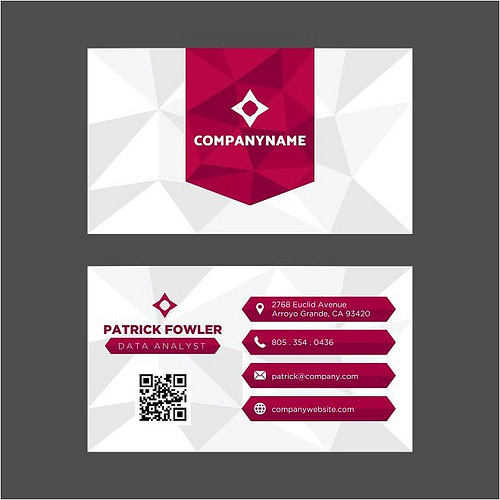 COMPANYNAME
PATRICK FOWLER
DATA ANALYST
2768 Euclid Avenue
Arroyo Grande, CA 93420
805 . 354 . 0436
patrick@company.com
companywebsite.com